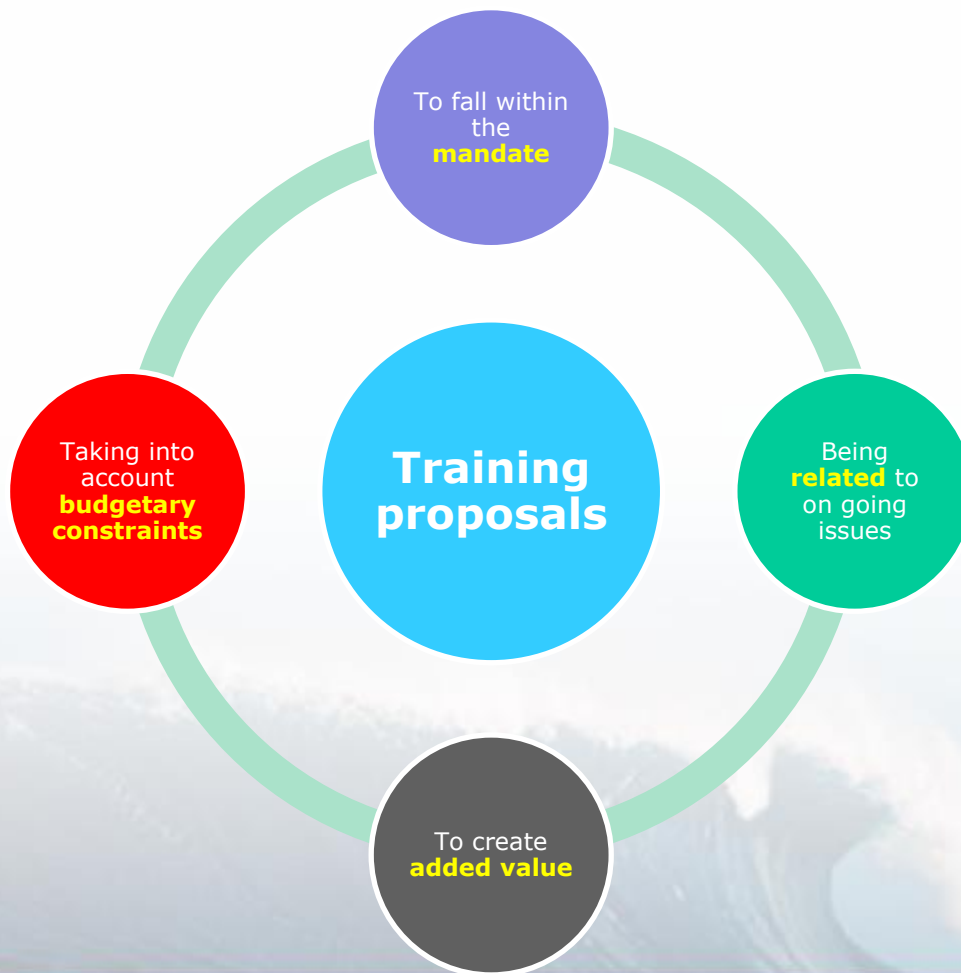 To fall within
the
mandate
Taking into
account
budgetary
constraints
Training
proposals
Being
related to
on going
issues
To create
added value